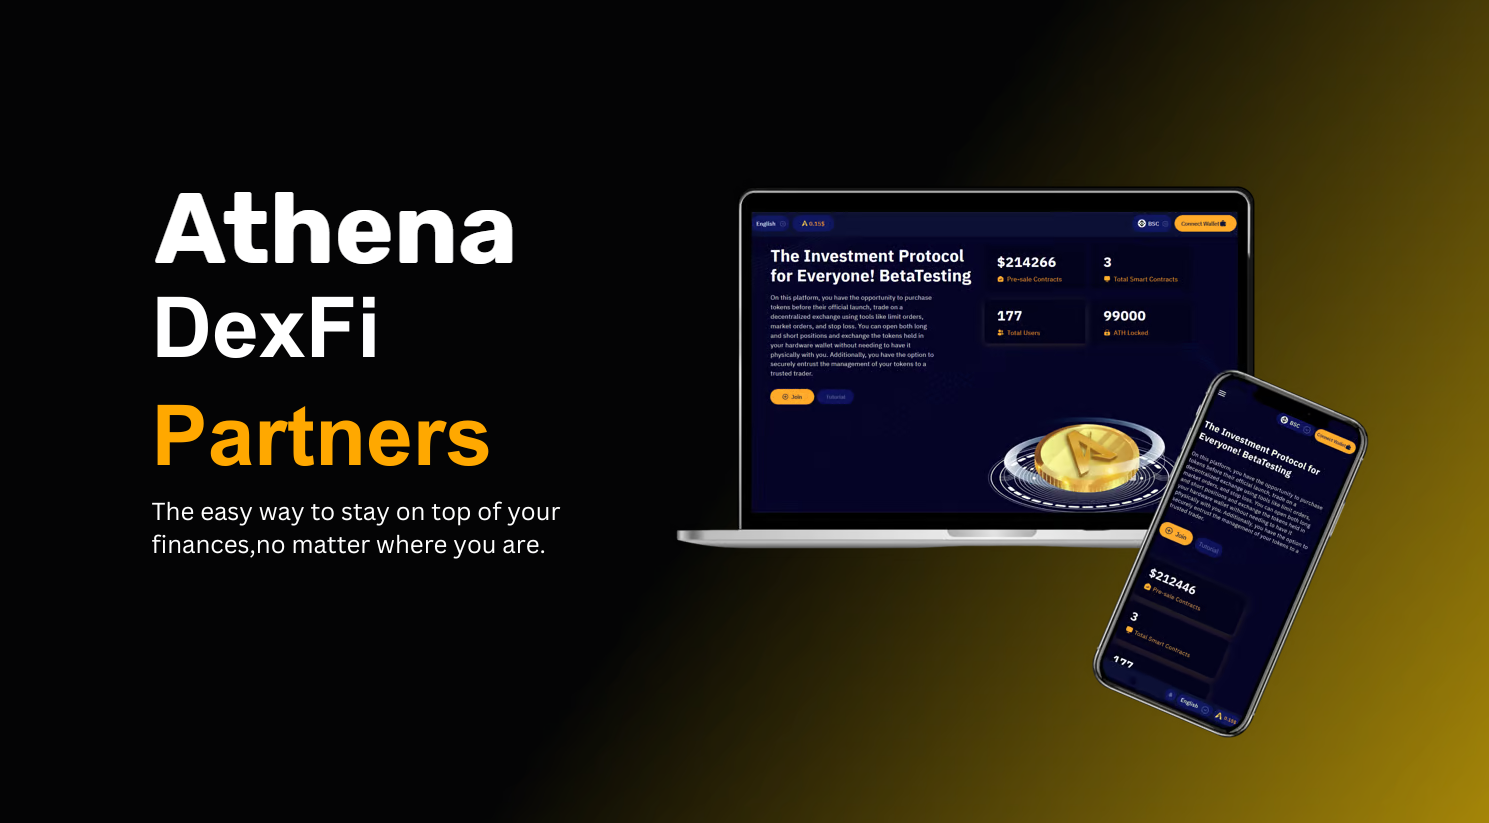 Athena
DexFi
Partners
The easy way to stay on top of your
finances,no matter where you are.
English
0.15$
BSC
Connect Wallet
The Investment Protocol
for Everyone! BetaTesting
On this platform, you have the opportunity to purchase
tokens before their official launch, trade on a
decentralized exchange using tools like limit orders,
market orders, and stop loss. You can open both long
and short positions and exchange the tokens held in
your hardware wallet without needing to have it
physically with you. Additionally, you have the option to
securely entrust the management of your tokens to a
trusted trader.
Join
Tutorial
$214266
Pre-sale Contracts
3
Total Smart Contracts
177
Total Users
99000
ATH Locked
BSC
Connect Wallet
The Investment Protocol for
Everyone! BetaTesting
On this platform, you have the opportunity to purchase
tokens before their official launch, trade on a
decentralized exchange using tools like limit orders,
market orders, and stop loss. You can open both long
and short positions and exchange the tokens held in
your hardware wallet without needing to have it
physically with you. Additionally, you have the option to
securely entrust the management of your tokens to a
trusted trader.
Join
Tutorial
$212446
Pre-sale Contracts
3
Total Smart Contracts
177
English
0.15$